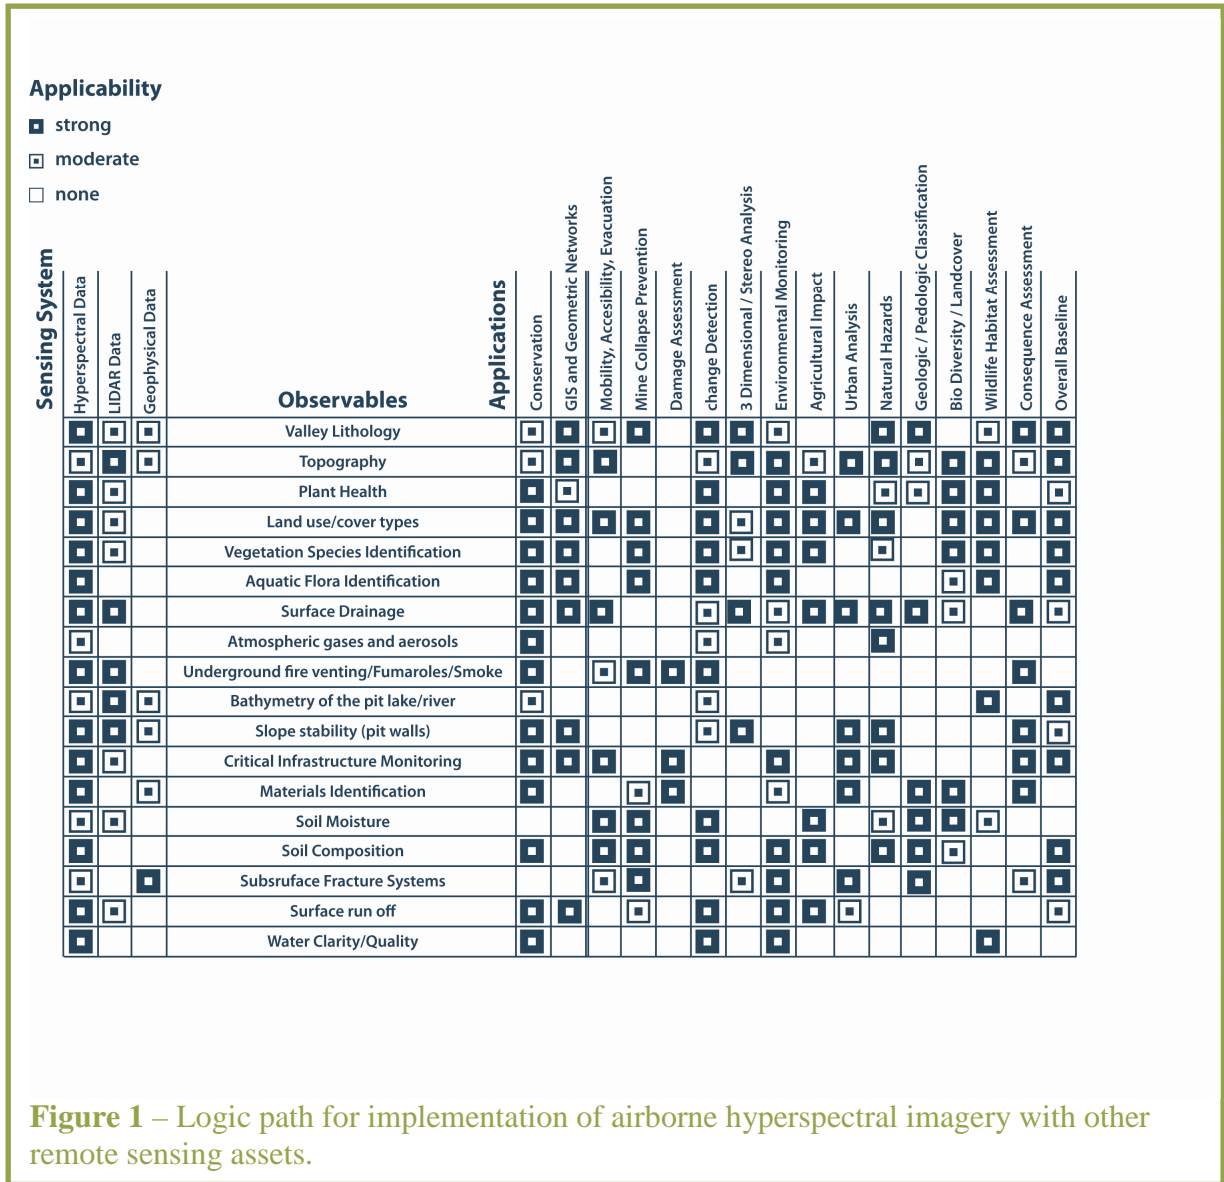 Applicability
strong
moderate
none
Sensing System
Hyperspectral Data
LIDAR Data
Geophysical Data
Observables
Applications
Conservation
GIS and Geometric Networks
Mobility, Accesibility, Evacuation
Mine Collapse Prevention
Damage Assessment
change Detection
3 Dimensional / Stereo Analysis
Environmental Monitoring
Agricultural Impact
Urban Analysis
Natural Hazards
Geologic / Pedologic Classification
Bio Diversity / Landcover
Wildlife Habitat Assessment
Consequence Assessment
Overall Baseline
Valley Lithology
Topography
Plant Health
Land use/cover types
Vegetation Species Identification
Aquatic Flora Identification
Surface Drainage
Atmospheric gases and aerosols
Underground fire venting/Fumaroles/Smoke
Bathymetry of the pit lake/river
Slope stability (pit walls)
Critical Infrastructure Monitoring
Materials Identification
Soil Moisture
Soil Composition
Subsruface Fracture Systems
Surface run off
Water Clarity/Quality
Figure 1 – Logic path for implementation of airborne hyperspectral imagery with other
remote sensing assets.